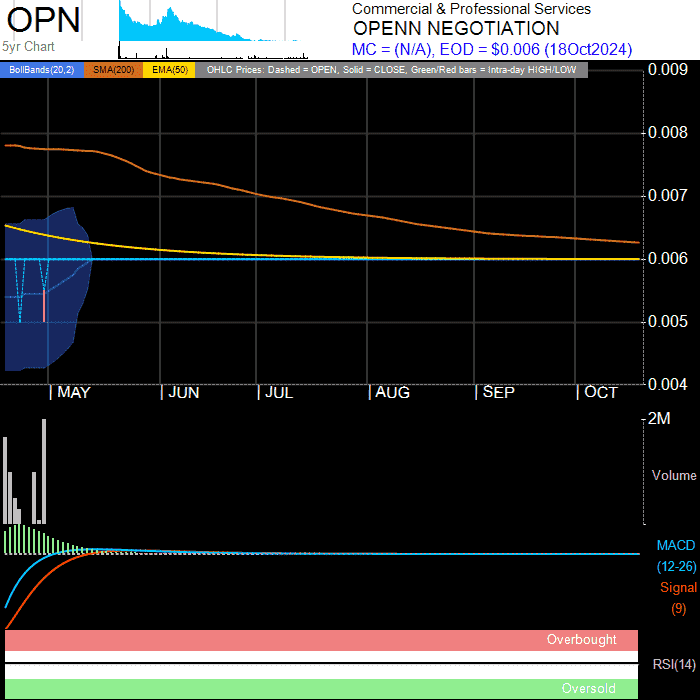 OPN
5yr Chart
Commercial & Professional Services
OPENN NEGOTIATION
MC = (N/A), EOD = $0.006 (18Oct2024)
BollBands(20,2) SMA(200) EMA(50) OHLC Prices: Dashed = OPEN, Solid = CLOSE, Green/Red bars = Intra-day HIGH/LOW
0.009
0.008
0.007
0.006
0.005
0.004
| MAY | JUN | JUL | AUG | SEP | OCT
2M
Volume
MACD
(12-26)
Signal
(9)
Overbought
RSI(14)
Oversold